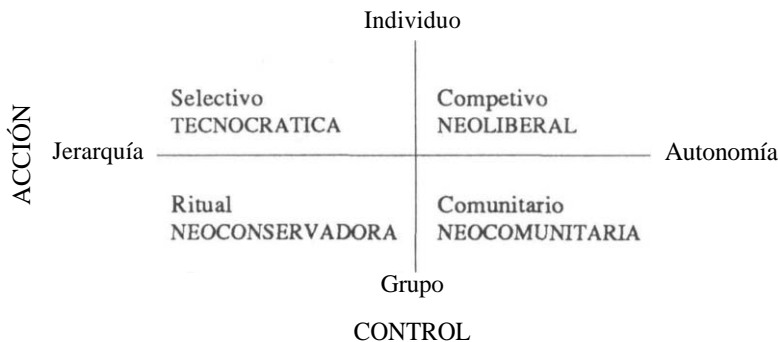 Individuo
Selectivo
TECNOCRATICA
Competivo
NEOLIBERAL
ACCIÓN
Jerarquía
Autonomía
Ritual
NEOCONSERVADORA
Comunitario
NEOCOMUNITARIA
Grupo
CONTROL